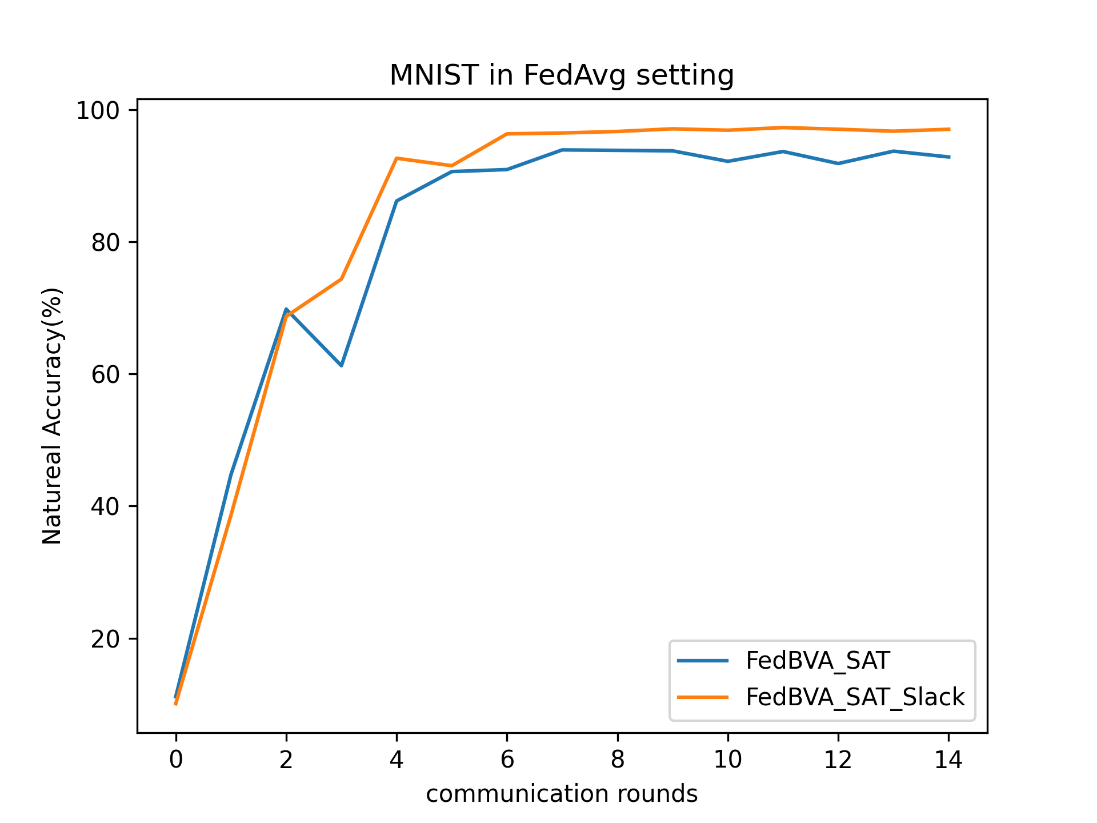 MNIST in FedAvg setting
100
80
60
40
20
Natureal Accuracy(%)
FedBVA_SAT
FedBVA_SAT_Slack
0 2 4 6 8 10 12 14
communication rounds